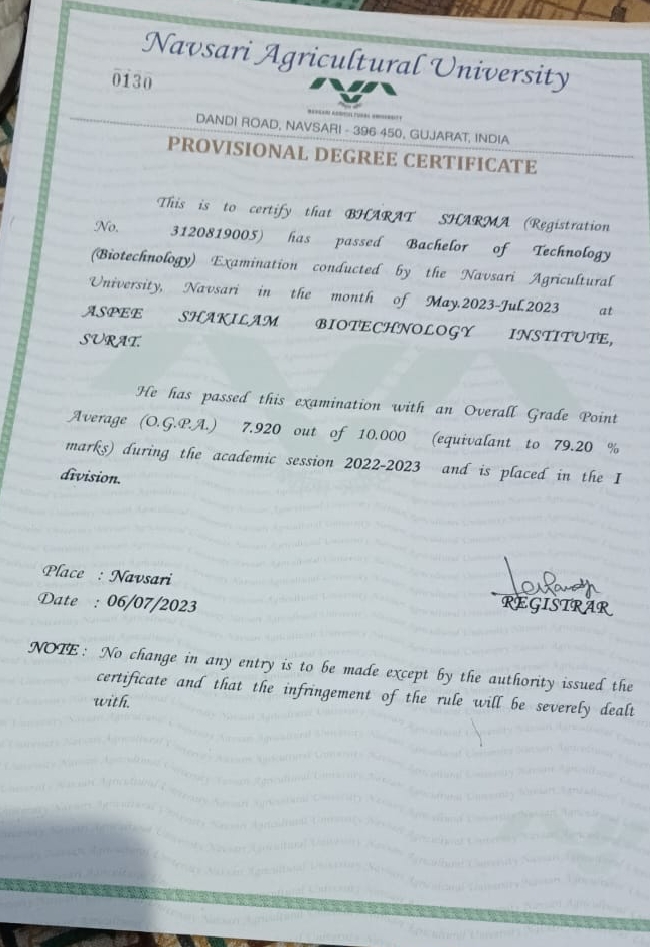 Navsari Agricultural University
0130
NAVSARI AGRICULTURAL UNIVERSITY
DANDI ROAD, NAVSARI - 396 450, GUJARAT, INDIA
PROVISIONAL DEGREE CERTIFICATE
This is to certify that BHARAT SHARMA (Registration
No. 3120819005) has passed Bachelor of Technology
(Biotechnology) Examination conducted by the Navsari Agricultural
University, Navsari in the month of May.2023-Jul.2023 at
ASPEE SHAKILAM BIOTECHNOLOGY INSTITUTE,
SURAT.
He has passed this examination with an Overall Grade Point
Average (O.G.P.A.) 7.920 out of 10.000 (equivalant to 79.20 %
marks) during the academic session 2022-2023 and is placed in the I
division.
Place : Navsari
Date : 06/07/2023
REGISTRAR
NOTE : No change in any entry is to be made except by the authority issued the
certificate and that the infringement of the rule will be severely dealt
with.